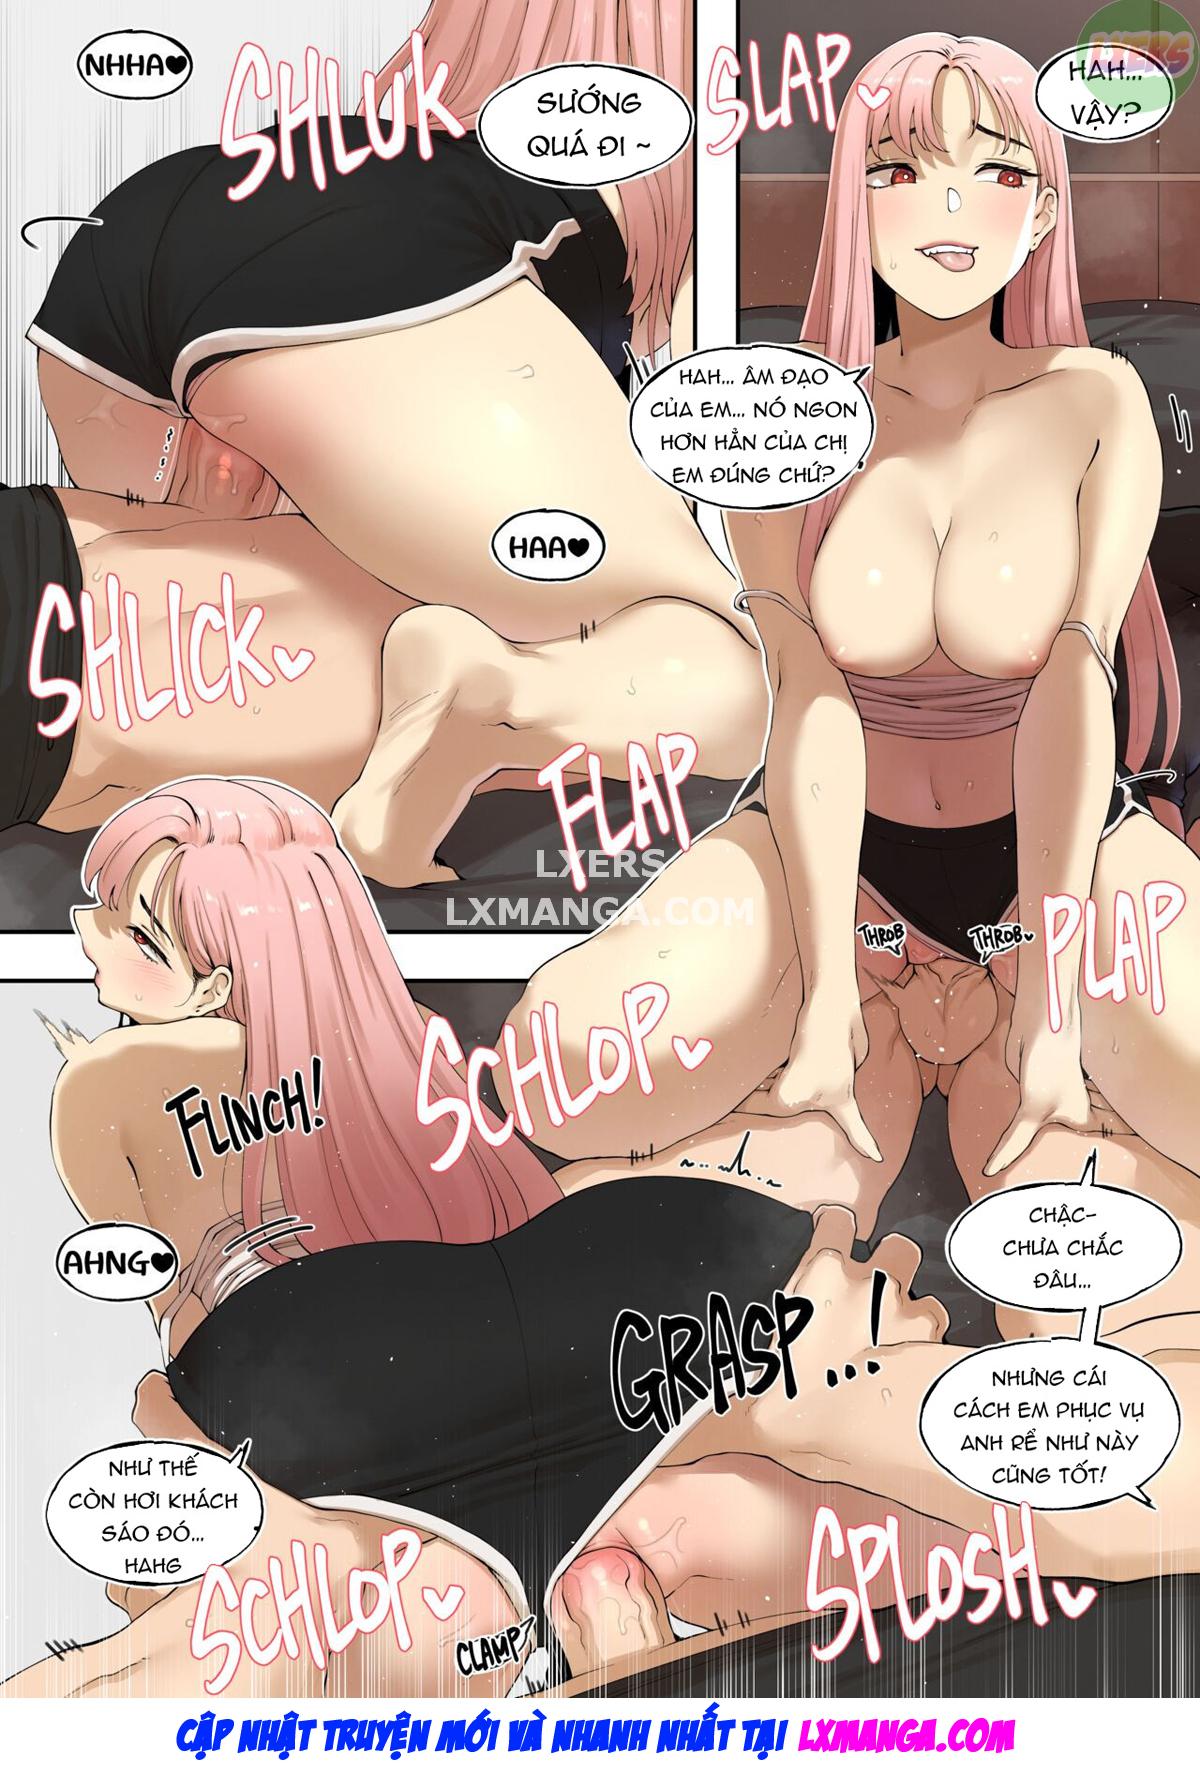 NHHA♥
SHLUK
SƯỚNG
QUÁ ĐI ~
SLAP
HAH...
VẬY?
HAH... ÂM ĐẠO
CỦA EM... NÓ NGON
HƠN HẲN CỦA CHỊ
EM ĐÚNG CHỨ?
HAA♥
SHLICK
FLAP
LXERS
LXMANGA.COM
THROB
THROB
PLAP
SCHLOP
FLINCH!
AHNG♥
CHẬC-
CHƯA CHẮC
ĐÂU...
GRASP...!
NHƯNG CÁI
CÁCH EM PHỤC VỤ
ANH RỂ NHƯ NÀY
CŨNG TỐT!
NHƯ THẾ
CÒN HƠI KHÁCH
SÁO ĐÓ...
HAHG
SCHLOP
CLAMP
SPLOSH
CẬP NHẬT TRUYỆN MỚI VÀ NHANH NHẤT TẠI LXMANGA.COM